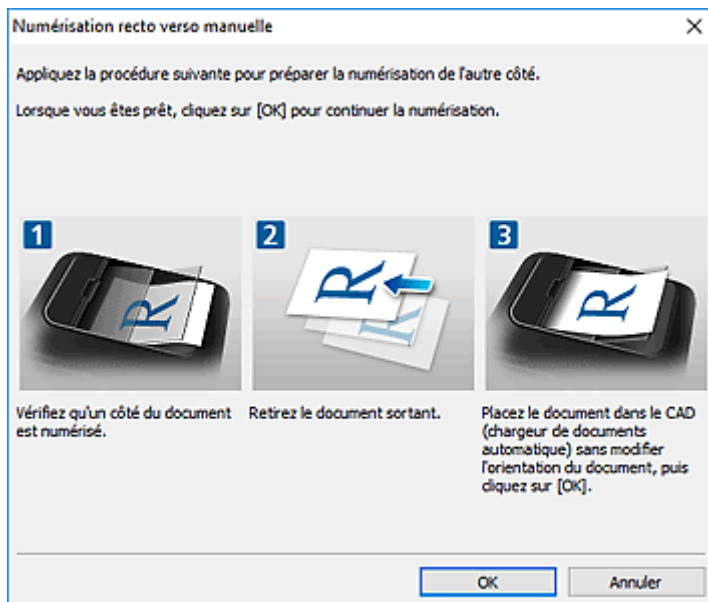 Numérisation recto verso manuelle
Appliquez la procédure suivante pour préparer la numérisation de l'autre côté.
Lorsque vous êtes prêt, cliquez sur [OK] pour continuer la numérisation.
1
R
2
R
R
3
R
Vérifiez qu'un côté du document
est numérisé.
Retirez le document sortant.
Placez le document dans le CAD
(chargeur de documents
automatique) sans modifier
l'orientation du document, puis
cliquez sur [OK].
OK
Annuler